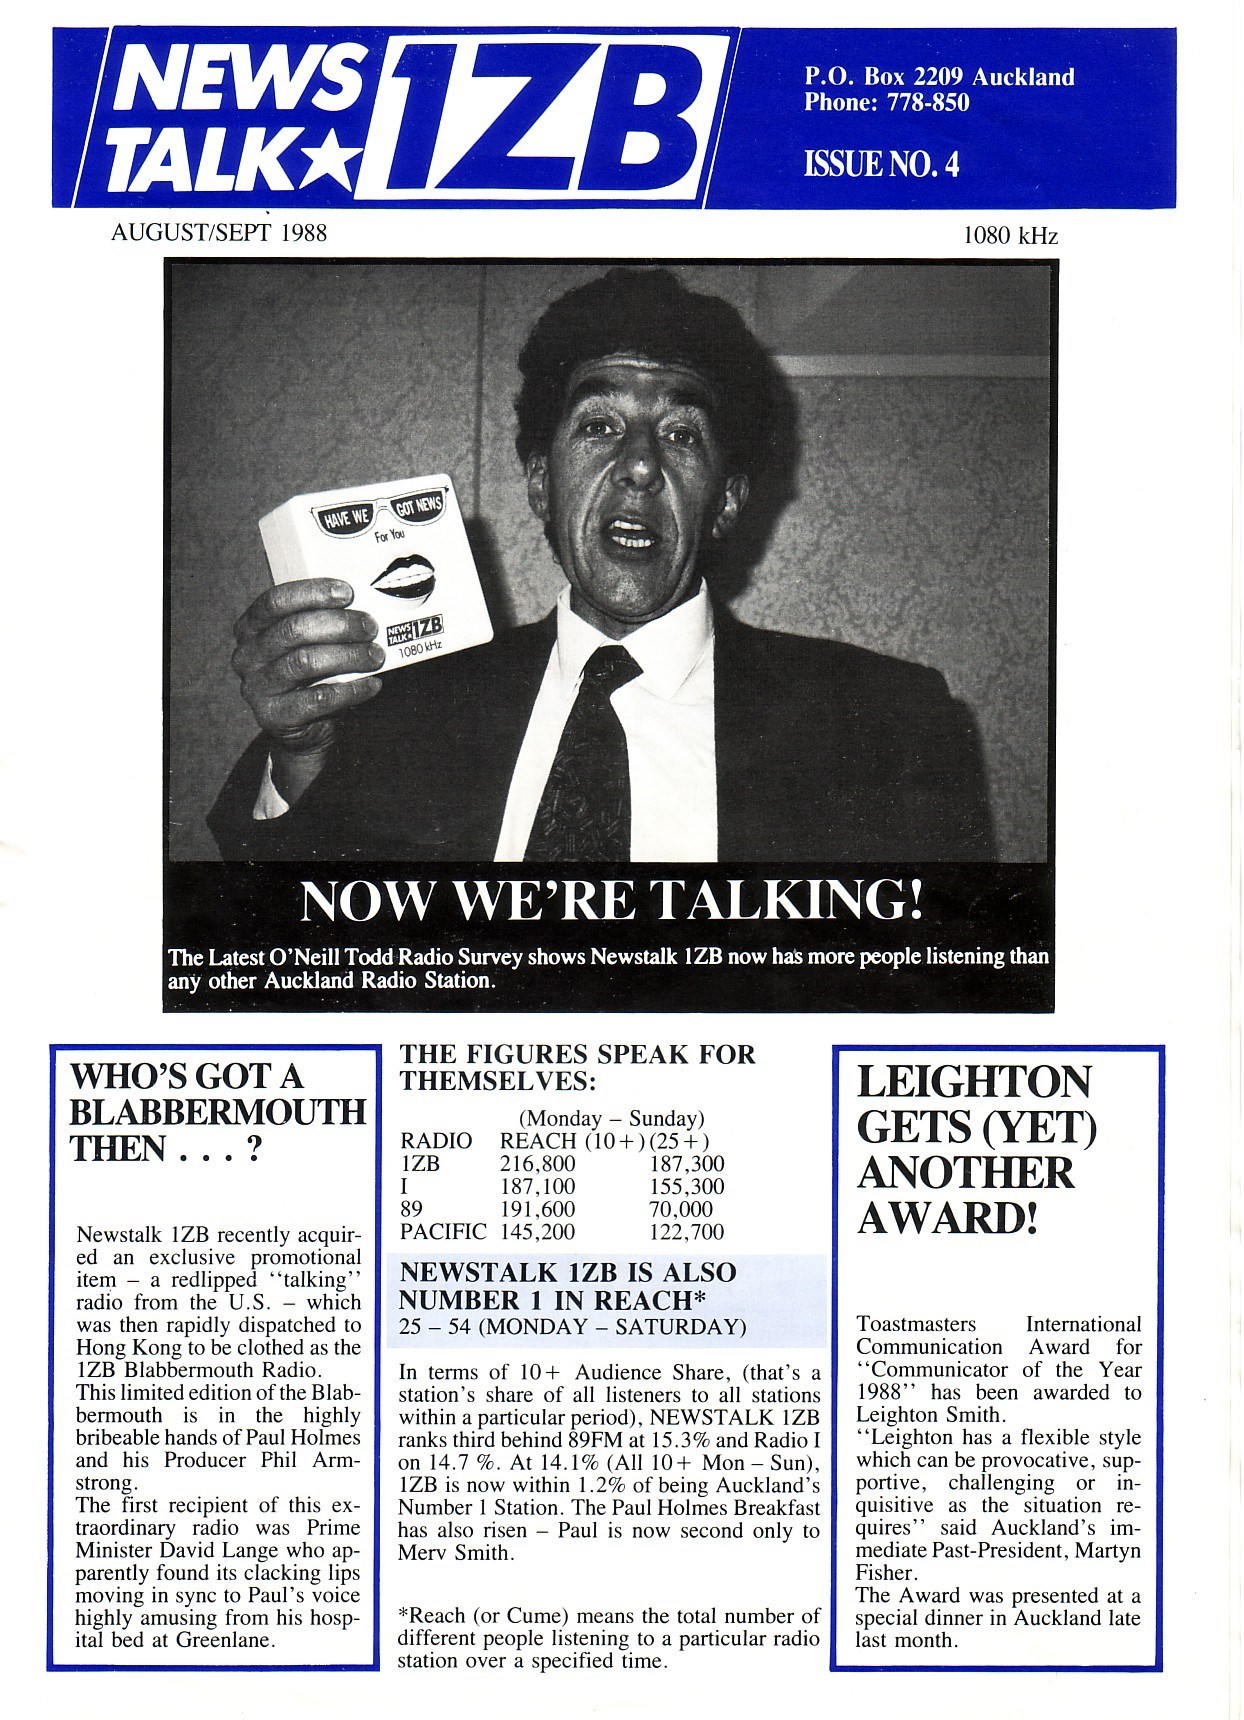 NEWS
TALK★1ZB
P.O. Box 2209 Auckland
Phone: 778-850
ISSUE NO. 4
AUGUST/SEPT 1988
1080 kHz
HAVE WE GOT NEWS
For You
NEWS
TALK★1ZB
1080 kHz
NOW WE'RE TALKING!
The Latest O'Neill Todd Radio Survey shows Newstalk 1ZB now has more people listening than
any other Auckland Radio Station.
WHO'S GOT A
BLABBERMOUTH
THEN . . . ?
Newstalk 1ZB recently acquir-
ed an exclusive promotional
item – a redlipped "talking"
radio from the U.S. – which
was then rapidly dispatched to
Hong Kong to be clothed as the
1ZB Blabbermouth Radio.
This limited edition of the Blab-
bermouth is in the highly
bribeable hands of Paul Holmes
and his Producer Phil Arm-
strong.
The first recipient of this ex-
traordinary radio was Prime
Minister David Lange who ap-
parently found its clacking lips
moving in sync to Paul's voice
highly amusing from his hosp-
ital bed at Greenlane.
THE FIGURES SPEAK FOR
THEMSELVES:
(Monday – Sunday)
RADIO REACH (10+) (25+)
1ZB 216,800 187,300
I 187,100 155,300
89 191,600 70,000
PACIFIC 145,200 122,700
NEWSTALK 1ZB IS ALSO
NUMBER 1 IN REACH*
25 – 54 (MONDAY – SATURDAY)
In terms of 10+ Audience Share, (that's a
station's share of all listeners to all stations
within a particular period), NEWSTALK 1ZB
ranks third behind 89FM at 15.3% and Radio I
on 14.7 %. At 14.1% (All 10+ Mon – Sun),
1ZB is now within 1.2% of being Auckland's
Number 1 Station. The Paul Holmes Breakfast
has also risen – Paul is now second only to
Merv Smith.
*Reach (or Cume) means the total number of
different people listening to a particular radio
station over a specified time.
LEIGHTON
GETS (YET)
ANOTHER
AWARD!
Toastmasters International
Communication Award for
"Communicator of the Year
1988" has been awarded to
Leighton Smith.
"Leighton has a flexible style
which can be provocative, sup-
portive, challenging or in-
quisitive as the situation re-
quires" said Auckland's im-
mediate Past-President, Martyn
Fisher.
The Award was presented at a
special dinner in Auckland late
last month.